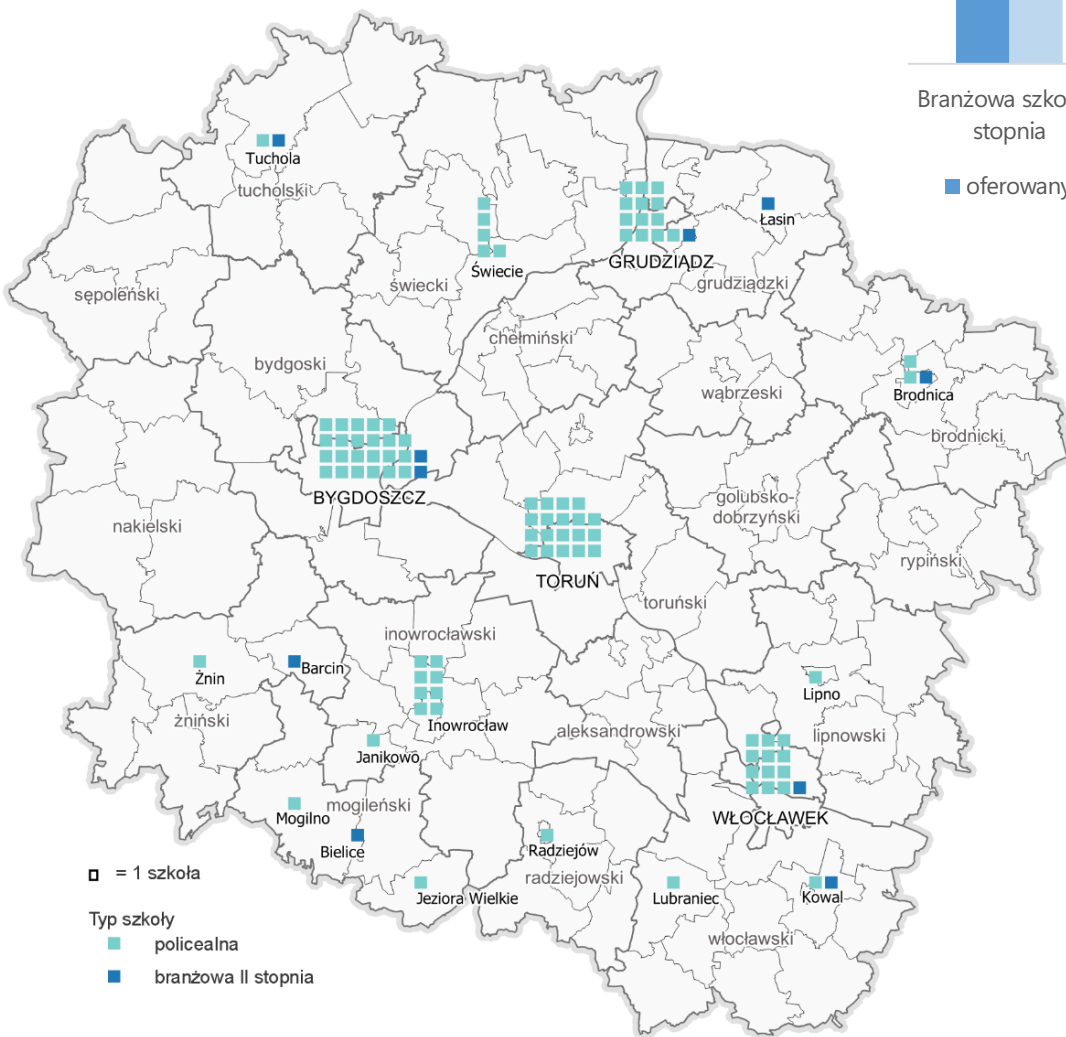 Branżowa szko
stopnia
oferowany
Tuchola
tucholski
Łasin
GRUDZIĄDZ
Świecie
grudziądzki
świecki
sępoleński
chełmiński
bydgoski
wąbrzeski
Brodnica
brodnicki
BYGDOSZCZ
golubsko-
dobrzyński
nakielski
rypiński
TORUŃ
toruński
inowrocławski
Barcin
Żnin
Lipno
żniński
Inowrocław
aleksandrowski
lipnowski
Janikowo
mogileński
Mogilno
WŁOCŁAWEK
Bielice
Radziejów
= 1 szkoła
radziejowski
Jeziora Wielkie
Lubraniec
Kowal
Typ szkoły
włocławski
policealna
branżowa II stopnia